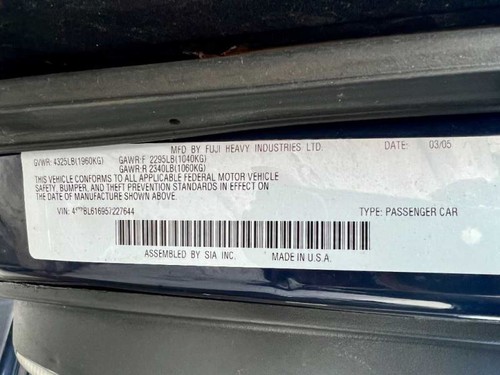 MFD. BY FUJI HEAVY INDUSTRIES LTD. DATE: 03/05
GVWR: 4325LB(1960KG) GAWR:F 2295LB(1040KG)
GAWR:R 2340LB(1060KG)
THIS VEHICLE CONFORMS TO ALL APPLICABLE FEDERAL MOTOR VEHICLE
SAFETY, BUMPER, AND THEFT PREVENTION STANDARDS IN EFFECT ON THE
DATE OF MANUFACTURE SHOWN ABOVE.
VIN: TYPE: PASSENGER CAR
ASSEMBLED BY SIA INC. MADE IN U.S.A.